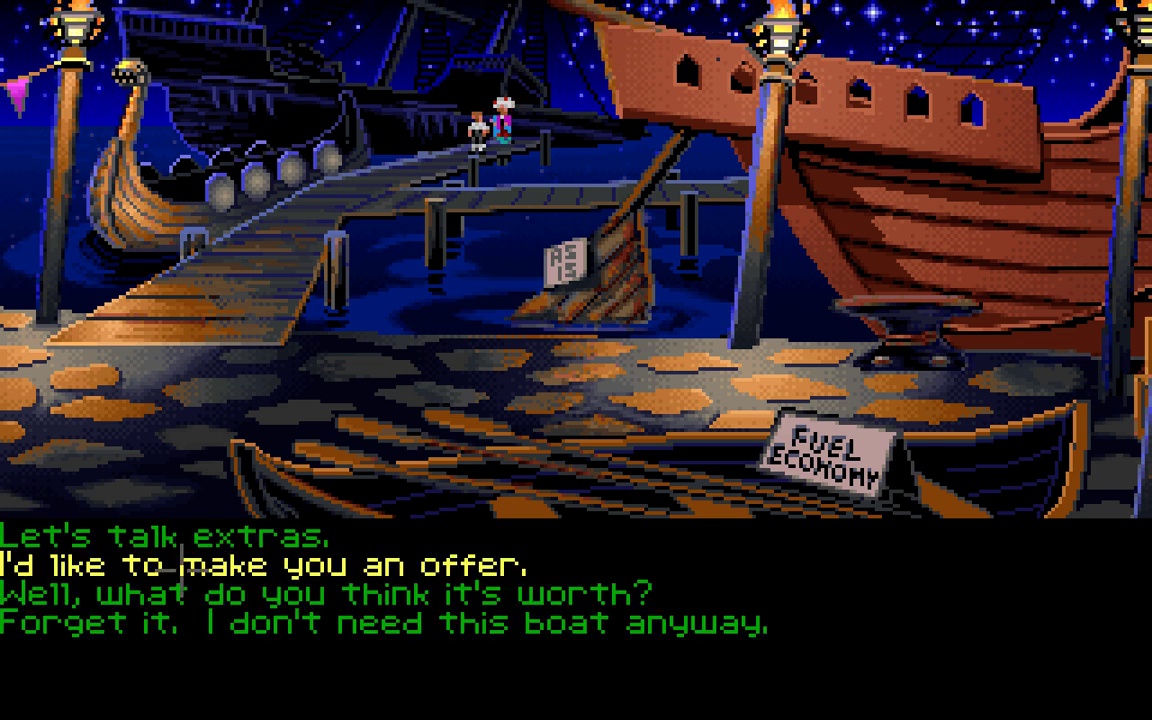 AS
IS
FUEL
ECONOMY
Let's talk extras.
I'd like to make you an offer.
Well, what do you think it's worth?
Forget it.  I don't need this boat anyway.